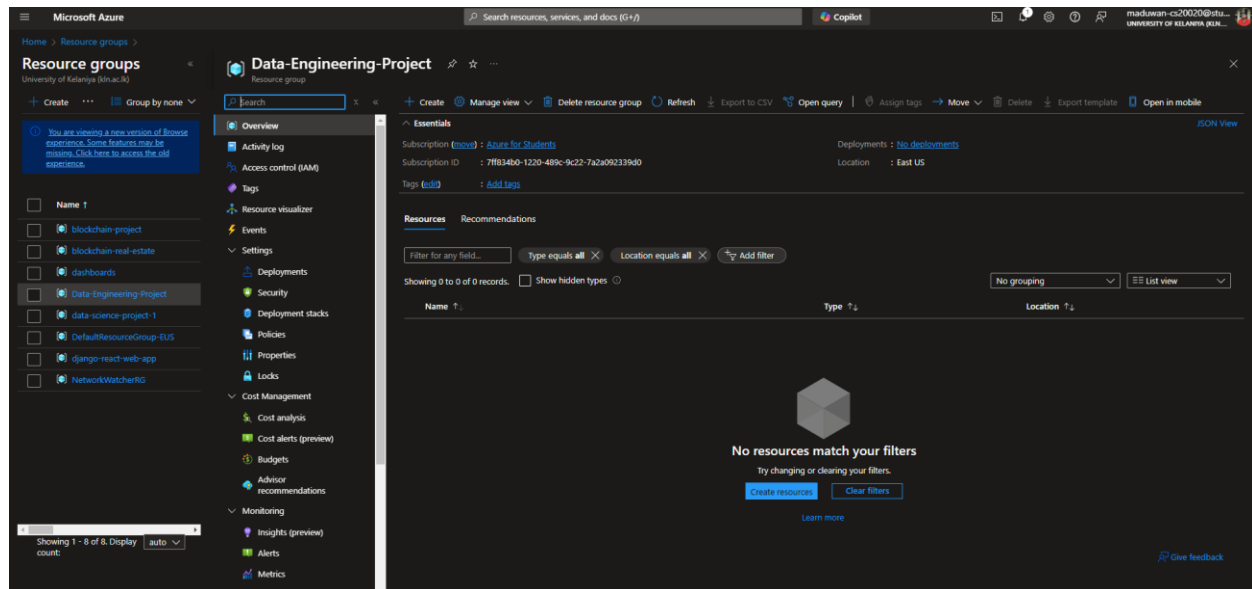 Microsoft Azure
Search resources, services, and docs (G+/)
Copilot
maduwan-cs20020@stu...
UNIVERSITY OF KELANIYA (KLN....
Home > Resource groups >
Resource groups
University of Kelaniya (kln.ac.lk)
+ Create ··· Group by none
You are viewing a new version of Browse
experience. Some features may be
missing. Click here to access the old
experience.
Name ↑
blockchain-project
blockchain-real-estate
dashboards
Data-Engineering-Project
data-science-project-1
DefaultResourceGroup-EUS
django-react-web-app
NetworkWatcherRG
Showing 1 - 8 of 8. Display auto
count:
Data-Engineering-Project
Resource group
Search
Overview
Activity log
Access control (IAM)
Tags
Resource visualizer
Events
Settings
Deployments
Security
Deployment stacks
Policies
Properties
Locks
Cost Management
Cost analysis
Cost alerts (preview)
Budgets
Advisor
recommendations
Monitoring
Insights (preview)
Alerts
Metrics
+ Create Manage view Delete resource group Refresh Export to CSV Open query | Assign tags → Move Delete Export template Open in mobile
Essentials
JSON View
Subscription (move) : Azure for Students
Deployments : No deployments
Subscription ID : 7ff834b0-1220-489c-9c22-7a2a092339d0
Location : East US
Tags (edit) : Add tags
Resources Recommendations
Filter for any field... Type equals all Location equals all Add filter
Showing 0 to 0 of 0 records. Show hidden types
No grouping List view
Name ↑↓ Type ↑↓ Location ↑↓
No resources match your filters
Try changing or clearing your filters.
Create resources Clear filters
Learn more
Give feedback